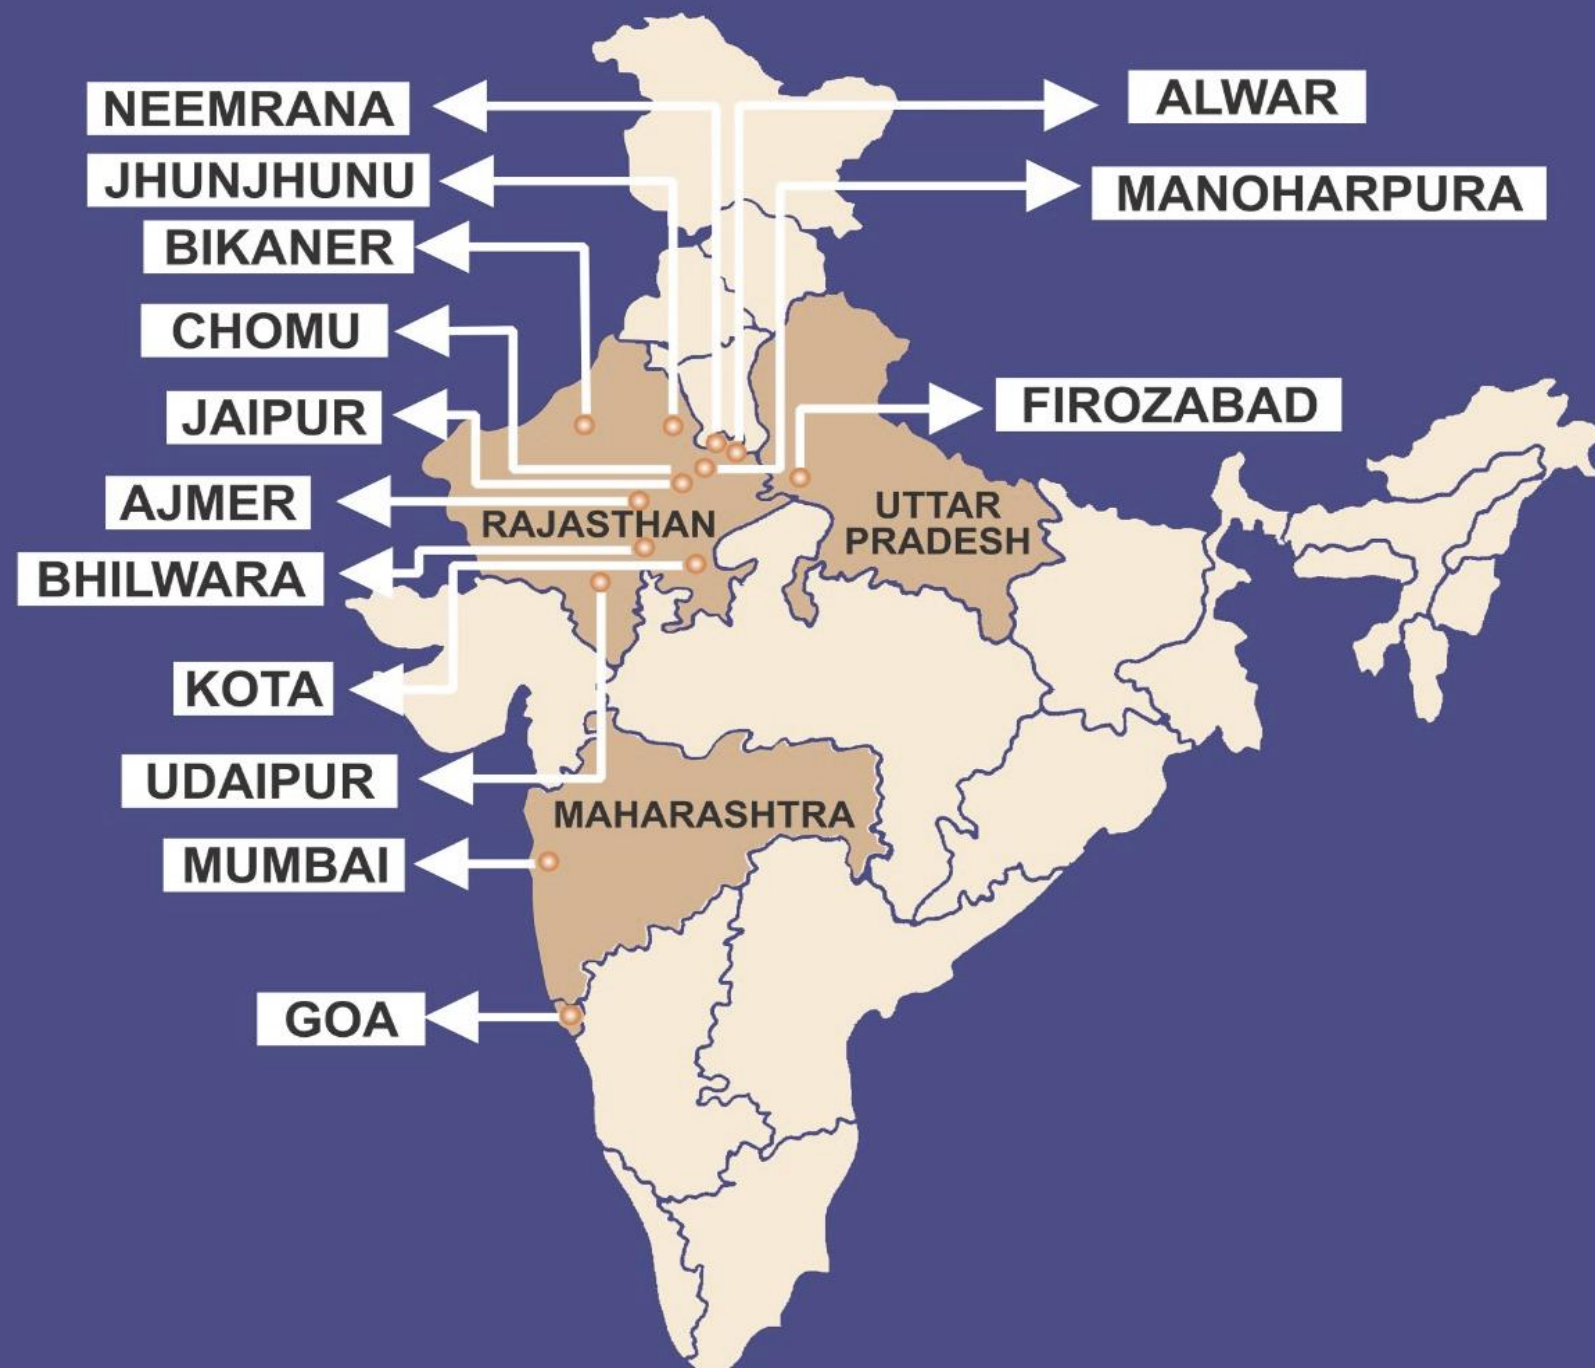 NEEMRANA
ALWAR
JHUNJHUNU
MANOHARPURA
BIKANER
CHOMU
JAIPUR
FIROZABAD
AJMER
RAJASTHAN
UTTAR
PRADESH
BHILWARA
KOTA
UDAIPUR
MAHARASHTRA
MUMBAI
GOA